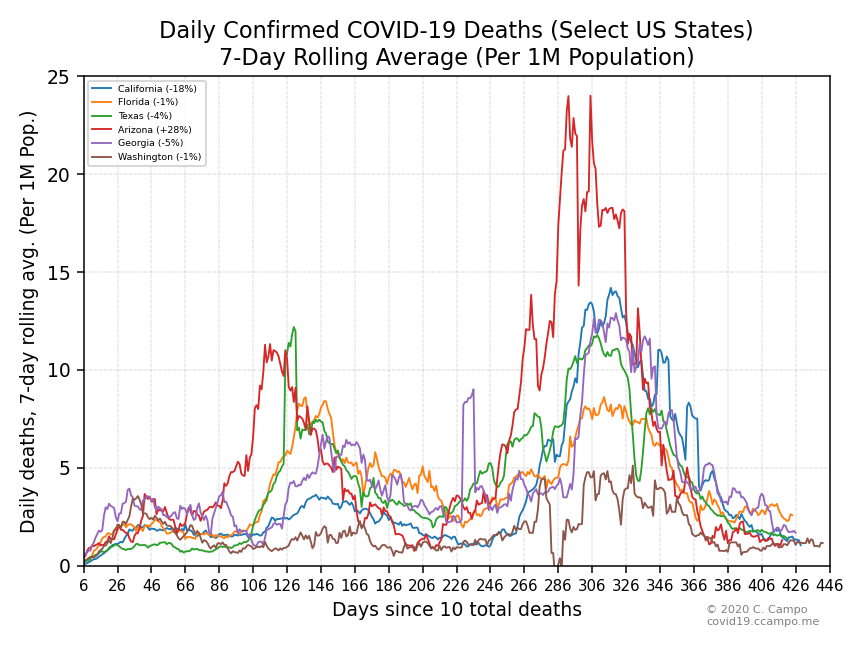 Daily Confirmed COVID-19 Deaths (Select US States)
7-Day Rolling Average (Per 1M Population)
Daily deaths, 7-day rolling avg. (Per 1M Pop.)
25
20
15
10
5
0
California (-18%)
Florida (-1%)
Texas (-4%)
Arizona (+28%)
Georgia (-5%)
Washington (-1%)
6 26 46 66 86 106 126 146 166 186 206 226 246 266 286 306 326 346 366 386 406 426 446
Days since 10 total deaths
© 2020 C. Campo
covid19.ccampo.me